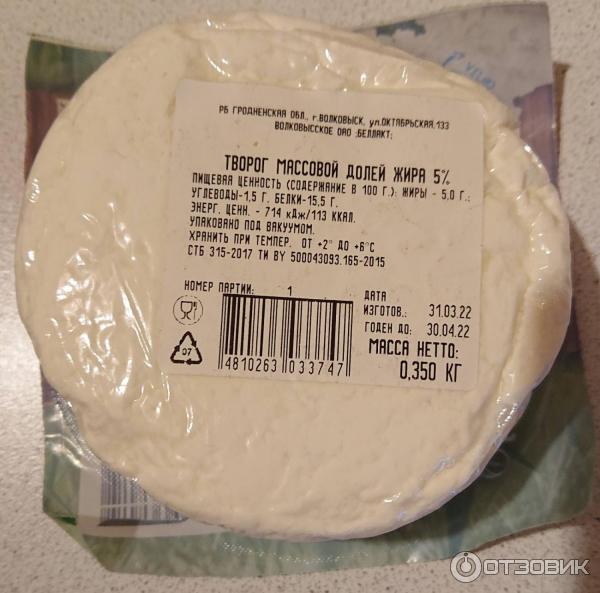 РБ ГРОДНЕНСКАЯ ОБЛ., г.ВОЛКОВЫСК, ул.ОКТЯБРЬСКАЯ,133
ВОЛКОВЫССКОЕ ОАО ;БЕЛЛАКТ;
ТВОРОГ МАССОВОЙ ДОЛЕЙ ЖИРА 5%
ПИЩЕВАЯ ЦЕННОСТЬ (СОДЕРЖАНИЕ В 100 Г.): ЖИРЫ - 5,0 Г.;
УГЛЕВОДЫ-1,5 Г. БЕЛКИ-15,5 Г.
ЭНЕРГ. ЦЕНН. - 714 кДж/113 ККАЛ.
УПАКОВАНО ПОД ВАКУУМОМ.
ХРАНИТЬ ПРИ ТЕМПЕР. ОТ +2° ДО +6°С
СТБ 315-2017 ТИ BY 500043093.165-2015
НОМЕР ПАРТИИ: 1
ДАТА
ИЗГОТОВ.: 31.03.22
ГОДЕН ДО: 30.04.22
МАССА НЕТТО:
0,350 КГ
07
4810263 033747
ОТЗОВИК